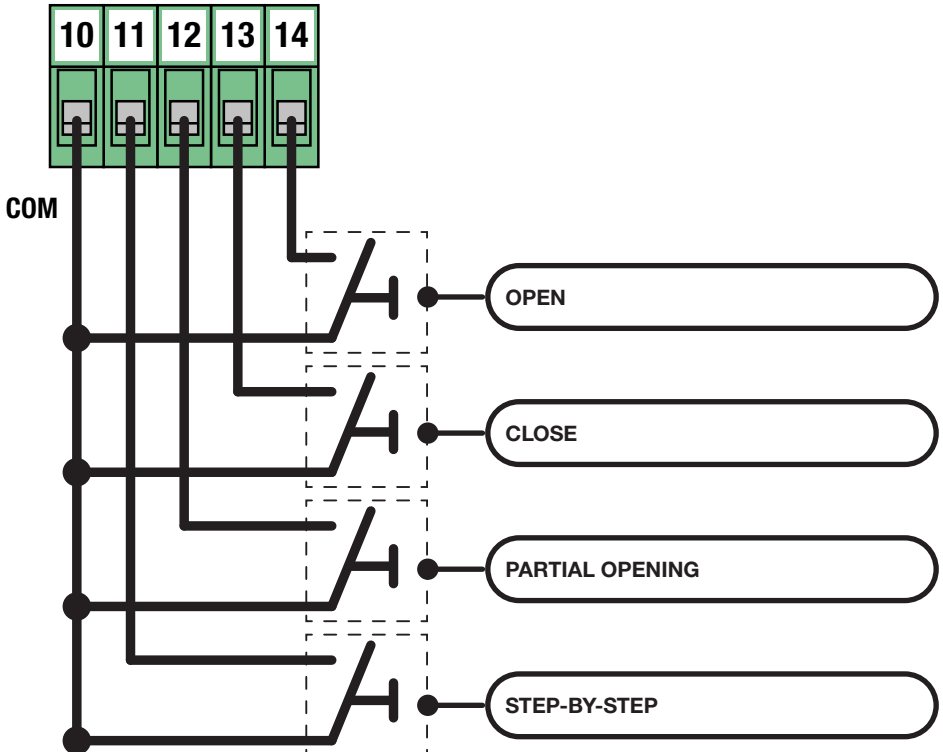 10 11 12 13 14
COM
OPEN
CLOSE
PARTIAL OPENING
STEP-BY-STEP